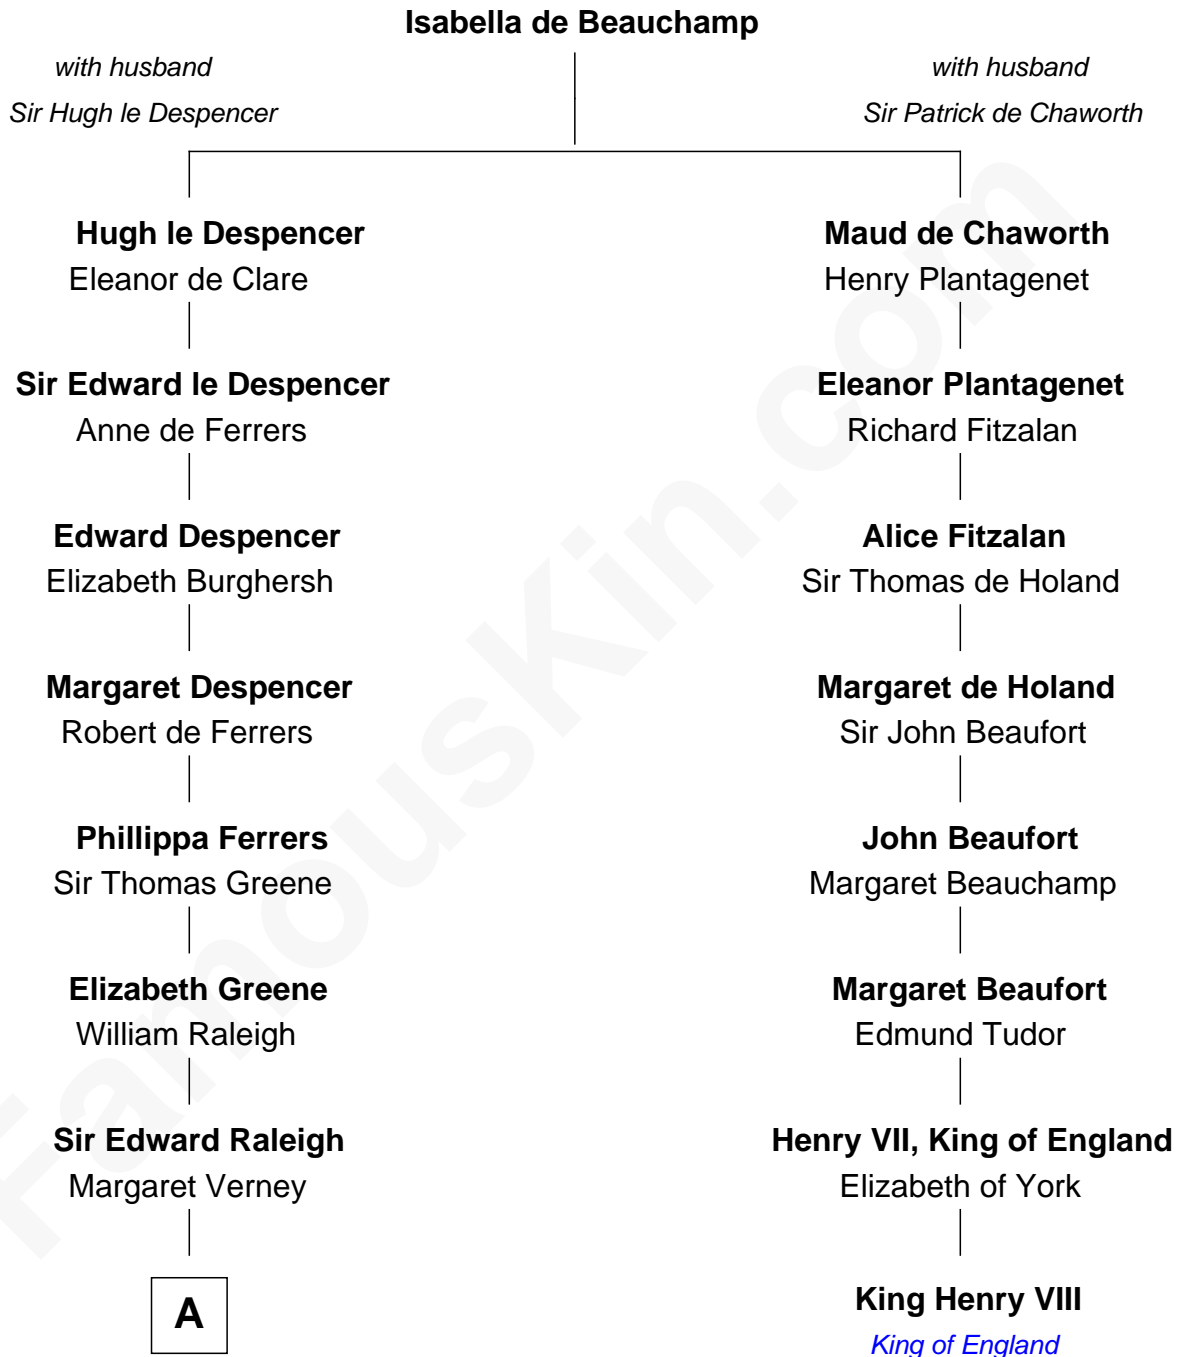 Isabella de Beauchamp
with husband
Sir Hugh le Despencer
with husband
Sir Patrick de Chaworth
Hugh le Despencer
Eleanor de Clare
Maud de Chaworth
Henry Plantagenet
Sir Edward le Despencer
Anne de Ferrers
Eleanor Plantagenet
Richard Fitzalan
Edward Despencer
Elizabeth Burghersh
Alice Fitzalan
Sir Thomas de Holand
Margaret Despencer
Robert de Ferrers
Margaret de Holand
Sir John Beaufort
Phillippa Ferrers
Sir Thomas Greene
John Beaufort
Margaret Beauchamp
Elizabeth Greene
William Raleigh
Margaret Beaufort
Edmund Tudor
Sir Edward Raleigh
Margaret Verney
Henry VII, King of England
Elizabeth of York
A
King Henry VIII
King of England
FamousKin.com